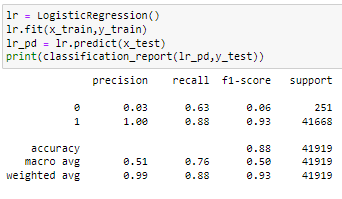 lr = LogisticRegression()
lr.fit(x_train,y_train)
lr_pd = lr.predict(x_test)
print(classification_report(lr_pd,y_test))
precision recall f1-score support
0 0.03 0.63 0.06 251
1 1.00 0.88 0.93 41668
accuracy 0.88 41919
macro avg 0.51 0.76 0.50 41919
weighted avg 0.99 0.88 0.93 41919